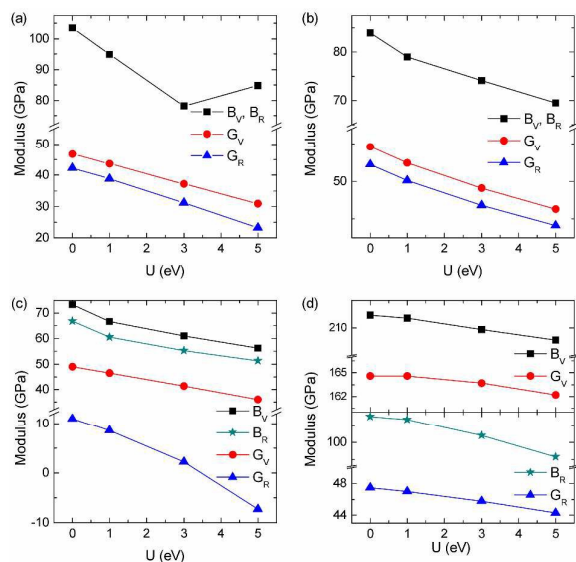 (a)
Modulus (GPa)
105
100
95
90
85
80
50
40
30
20
B_V, B_R
G_V
G_R
0 1 2 3 4 5
U (eV)
(b)
Modulus (GPa)
80
70
50
B_V, B_R
G_V
G_R
0 1 2 3 4 5
U (eV)
(c)
Modulus (GPa)
70
60
50
40
10
0
-10
B_V
B_R
G_V
G_R
0 1 2 3 4 5
U (eV)
(d)
Modulus (GPa)
210
165
162
100
48
44
B_V
G_V
B_R
G_R
0 1 2 3 4 5
U (eV)